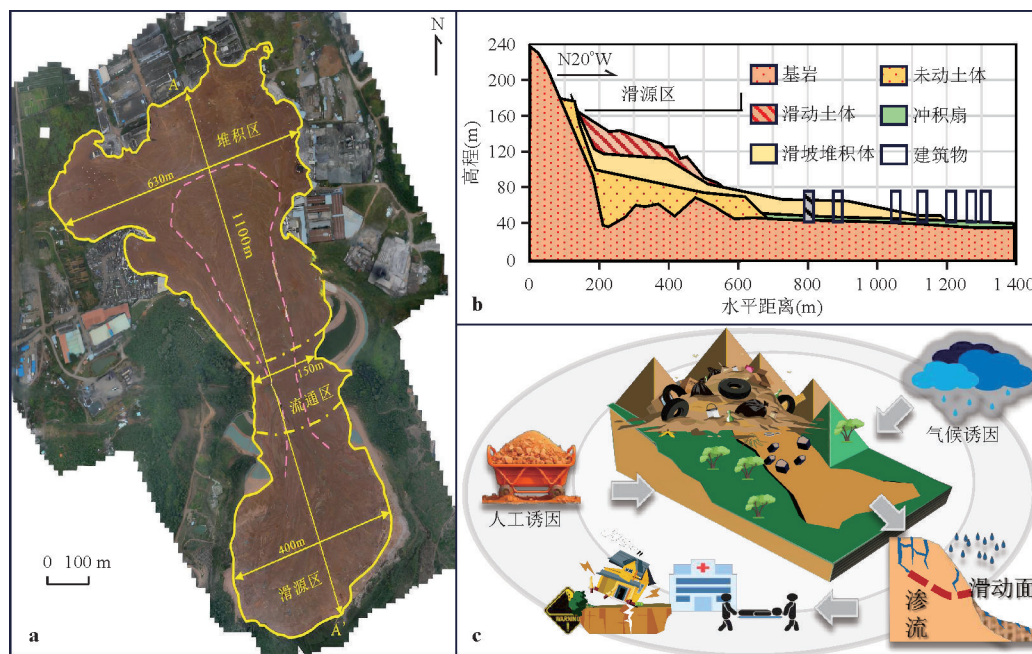 N
A
堆积区
630m
1100m
150m
流通区
400m
滑源区
A'
0 100 m
a
240
200
160
120
80
40
0
高程(m)
N20°W
滑源区
基岩
未动土体
滑动土体
冲积扇
滑坡堆积体
建筑物
0 200 400 600 800 1 000 1 200 1 400
水平距离(m)
b
气候诱因
人工诱因
滑动面
渗流
WARNING
c